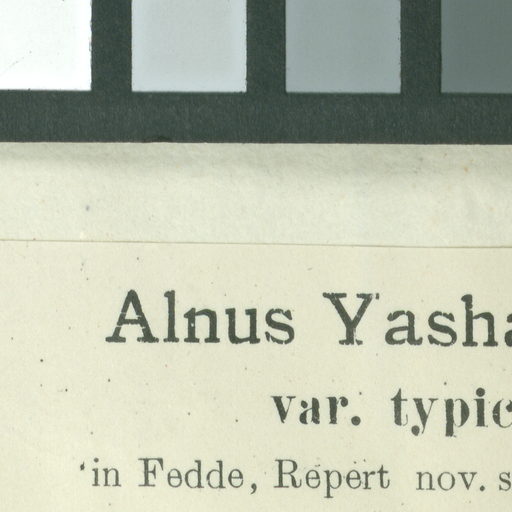 Alnus Yasha
var. typic
'in Fedde, Repert nov. s